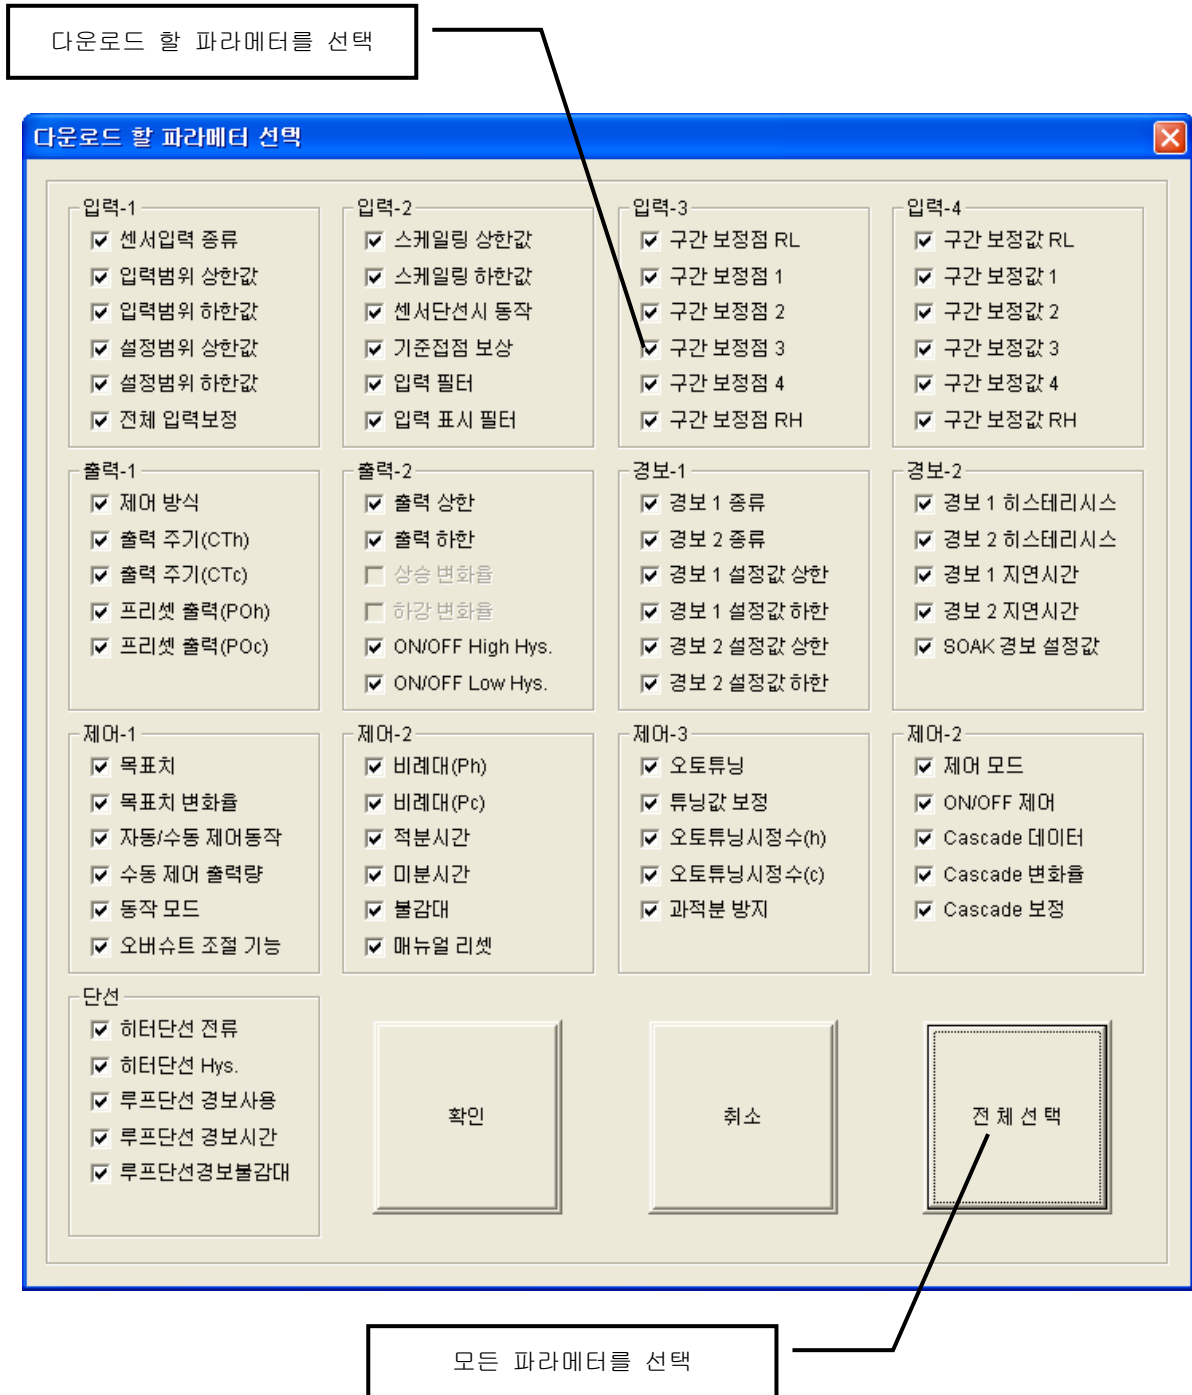 다운로드 할 파라메터를 선택
다운로드 할 파라메터 선택
입력-1
센서입력 종류
입력범위 상한값
입력범위 하한값
설정범위 상한값
설정범위 하한값
전체 입력보정
입력-2
스케일링 상한값
스케일링 하한값
센서단선시 동작
기준접점 보상
입력 필터
입력 표시 필터
입력-3
구간 보정점 RL
구간 보정점 1
구간 보정점 2
구간 보정점 3
구간 보정점 4
구간 보정점 RH
입력-4
구간 보정값 RL
구간 보정값 1
구간 보정값 2
구간 보정값 3
구간 보정값 4
구간 보정값 RH
출력-1
제어 방식
출력 주기(CTh)
출력 주기(CTc)
프리셋 출력(POh)
프리셋 출력(POc)
출력-2
출력 상한
출력 하한
상승 변화율
하강 변화율
ON/OFF High Hys.
ON/OFF Low Hys.
경보-1
경보 1 종류
경보 2 종류
경보 1 설정값 상한
경보 1 설정값 하한
경보 2 설정값 상한
경보 2 설정값 하한
경보-2
경보 1 히스테리시스
경보 2 히스테리시스
경보 1 지연시간
경보 2 지연시간
SOAK 경보 설정값
제어-1
목표치
목표치 변화율
자동/수동 제어동작
수동 제어 출력량
동작 모드
오버슈트 조절 기능
제어-2
비례대(Ph)
비례대(Pc)
적분시간
미분시간
불감대
매뉴얼 리셋
제어-3
오토튜닝
튜닝값 보정
오토튜닝시정수(h)
오토튜닝시정수(c)
과적분 방지
제어-2
제어 모드
ON/OFF 제어
Cascade 데이터
Cascade 변화율
Cascade 보정
단선
히터단선 전류
히터단선 Hys.
루프단선 경보사용
루프단선 경보시간
루프단선경보불감대
확인
취소
전 체 선 택
모든 파라메터를 선택